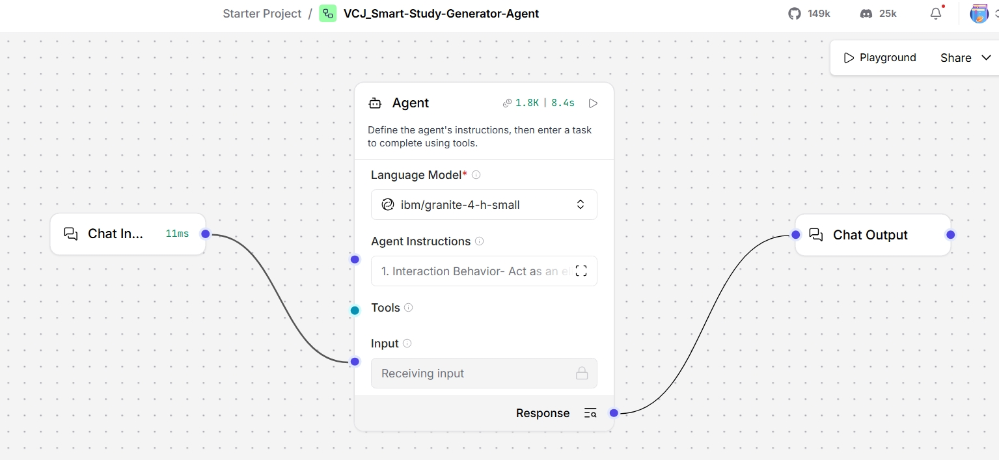 Starter Project / VCJ_Smart-Study-Generator-Agent
149k
25k
Playground
Share
Agent
1.8K | 8.4s
Define the agent's instructions, then enter a task
to complete using tools.
Language Model*
ibm/granite-4-h-small
Chat In... 11ms
Agent Instructions
1. Interaction Behavior- Act as an el
Tools
Input
Receiving input
Response
Chat Output